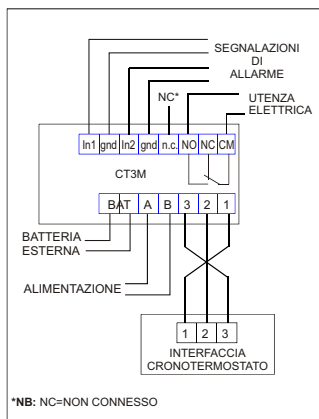 SEGNALAZIONI
DI
ALLARME
NC*
UTENZA
ELETTRICA
In1 gnd In2 gnd n.c. NO NC CM
CT3M
BAT A B 3 2 1
BATTERIA
ESTERNA
ALIMENTAZIONE
1 2 3
INTERFACCIA
CRONOTERMOSTATO
*NB: NC=NON CONNESSO